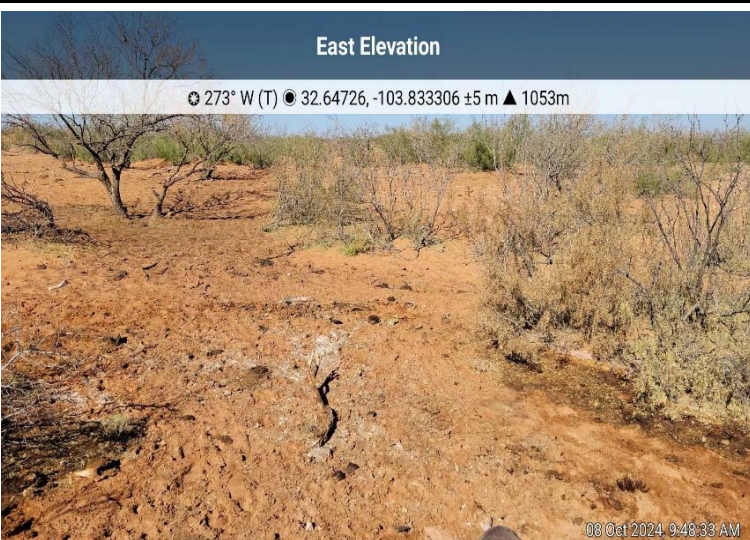 East Elevation
273° W (T) 32.64726, -103.833306 ±5 m ▲ 1053m
08 Oct 2024, 9:48:33 AM